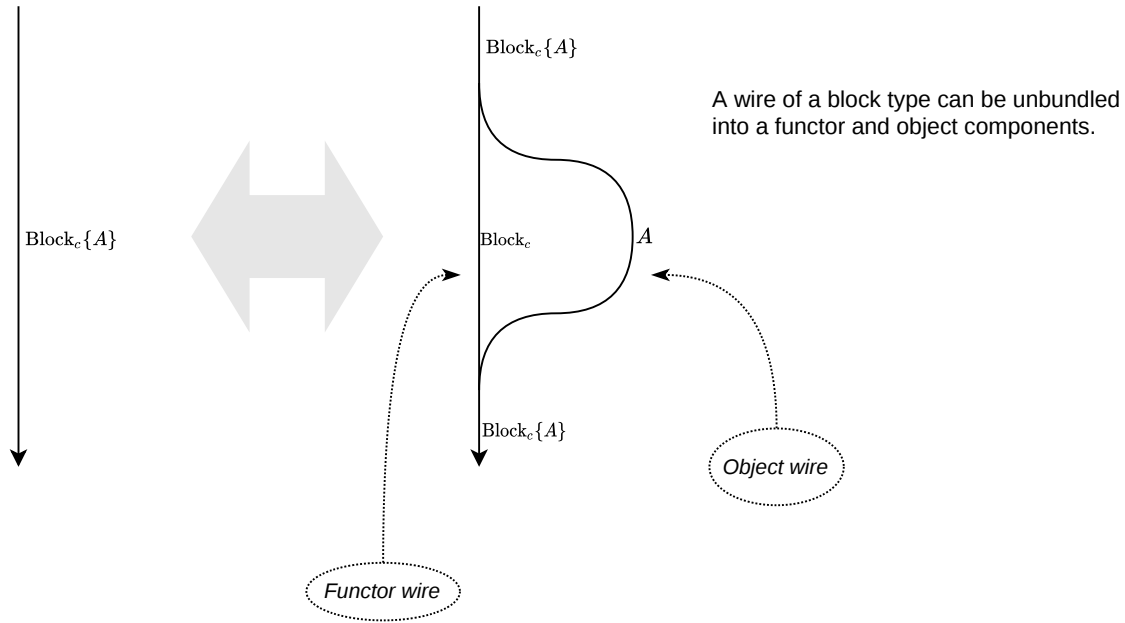 Block_c{A}
A wire of a block type can be unbundled
into a functor and object components.
Block_c{A}
Block_c
A
Block_c{A}
Object wire
Functor wire